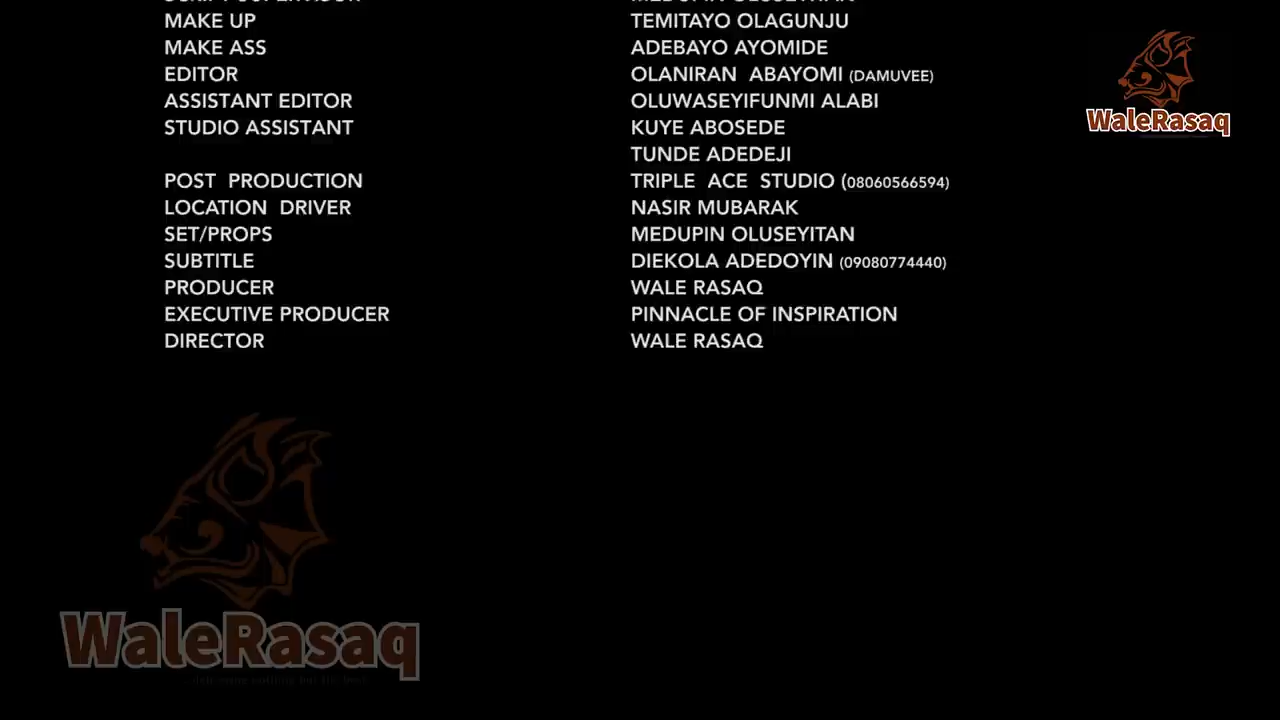 MAKE UP TEMITAYO OLAGUNJU
MAKE ASS ADEBAYO AYOMIDE
EDITOR OLANIRAN ABAYOMI (DAMUVEE)
ASSISTANT EDITOR OLUWASEYIFUNMI ALABI
STUDIO ASSISTANT KUYE ABOSEDE
TUNDE ADEDEJI
POST PRODUCTION TRIPLE ACE STUDIO (08060566594)
LOCATION DRIVER NASIR MUBARAK
SET/PROPS MEDUPIN OLUSEYITAN
SUBTITLE DIEKOLA ADEDOYIN (09080774440)
PRODUCER WALE RASAQ
EXECUTIVE PRODUCER PINNACLE OF INSPIRATION
DIRECTOR WALE RASAQ
WaleRasaq
WaleRasaq